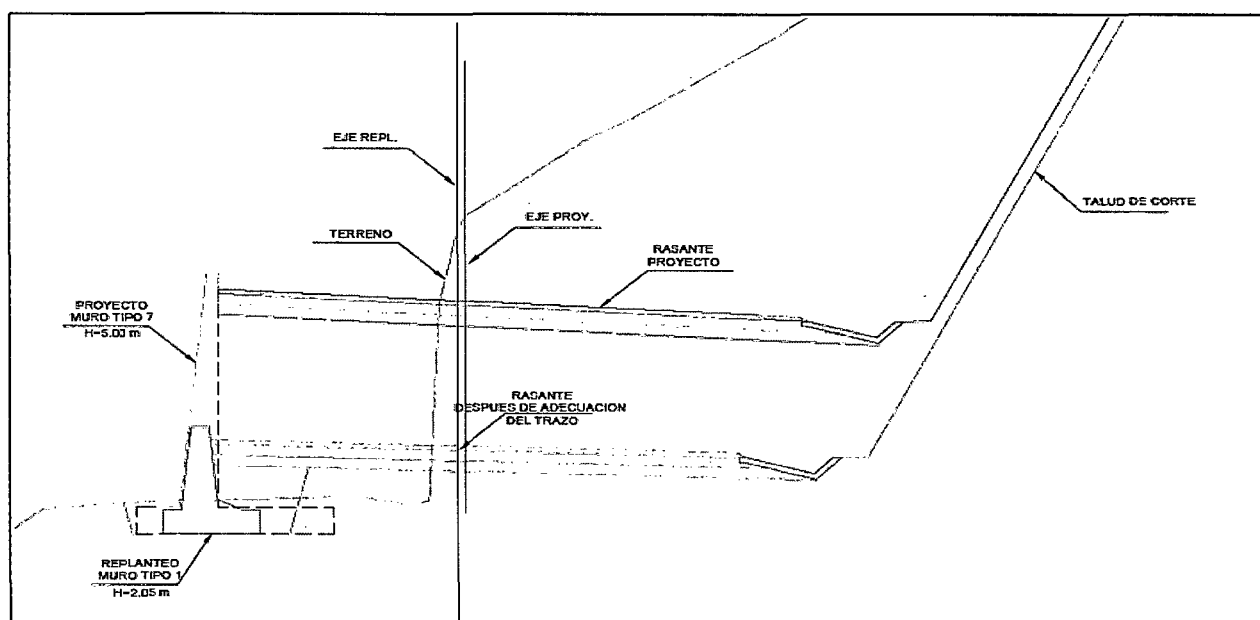 EJE REPL.
TALUD DE CORTE
EJE PROY.
TERRENO
RASANTE
PROYECTO
PROYECTO
MURO TIPO 7
H=5.00 m
RASANTE
DESPUES DE ADECUACION
DEL TRAZO
REPLANTEO
MURO TIPO 1
H=2.05 m